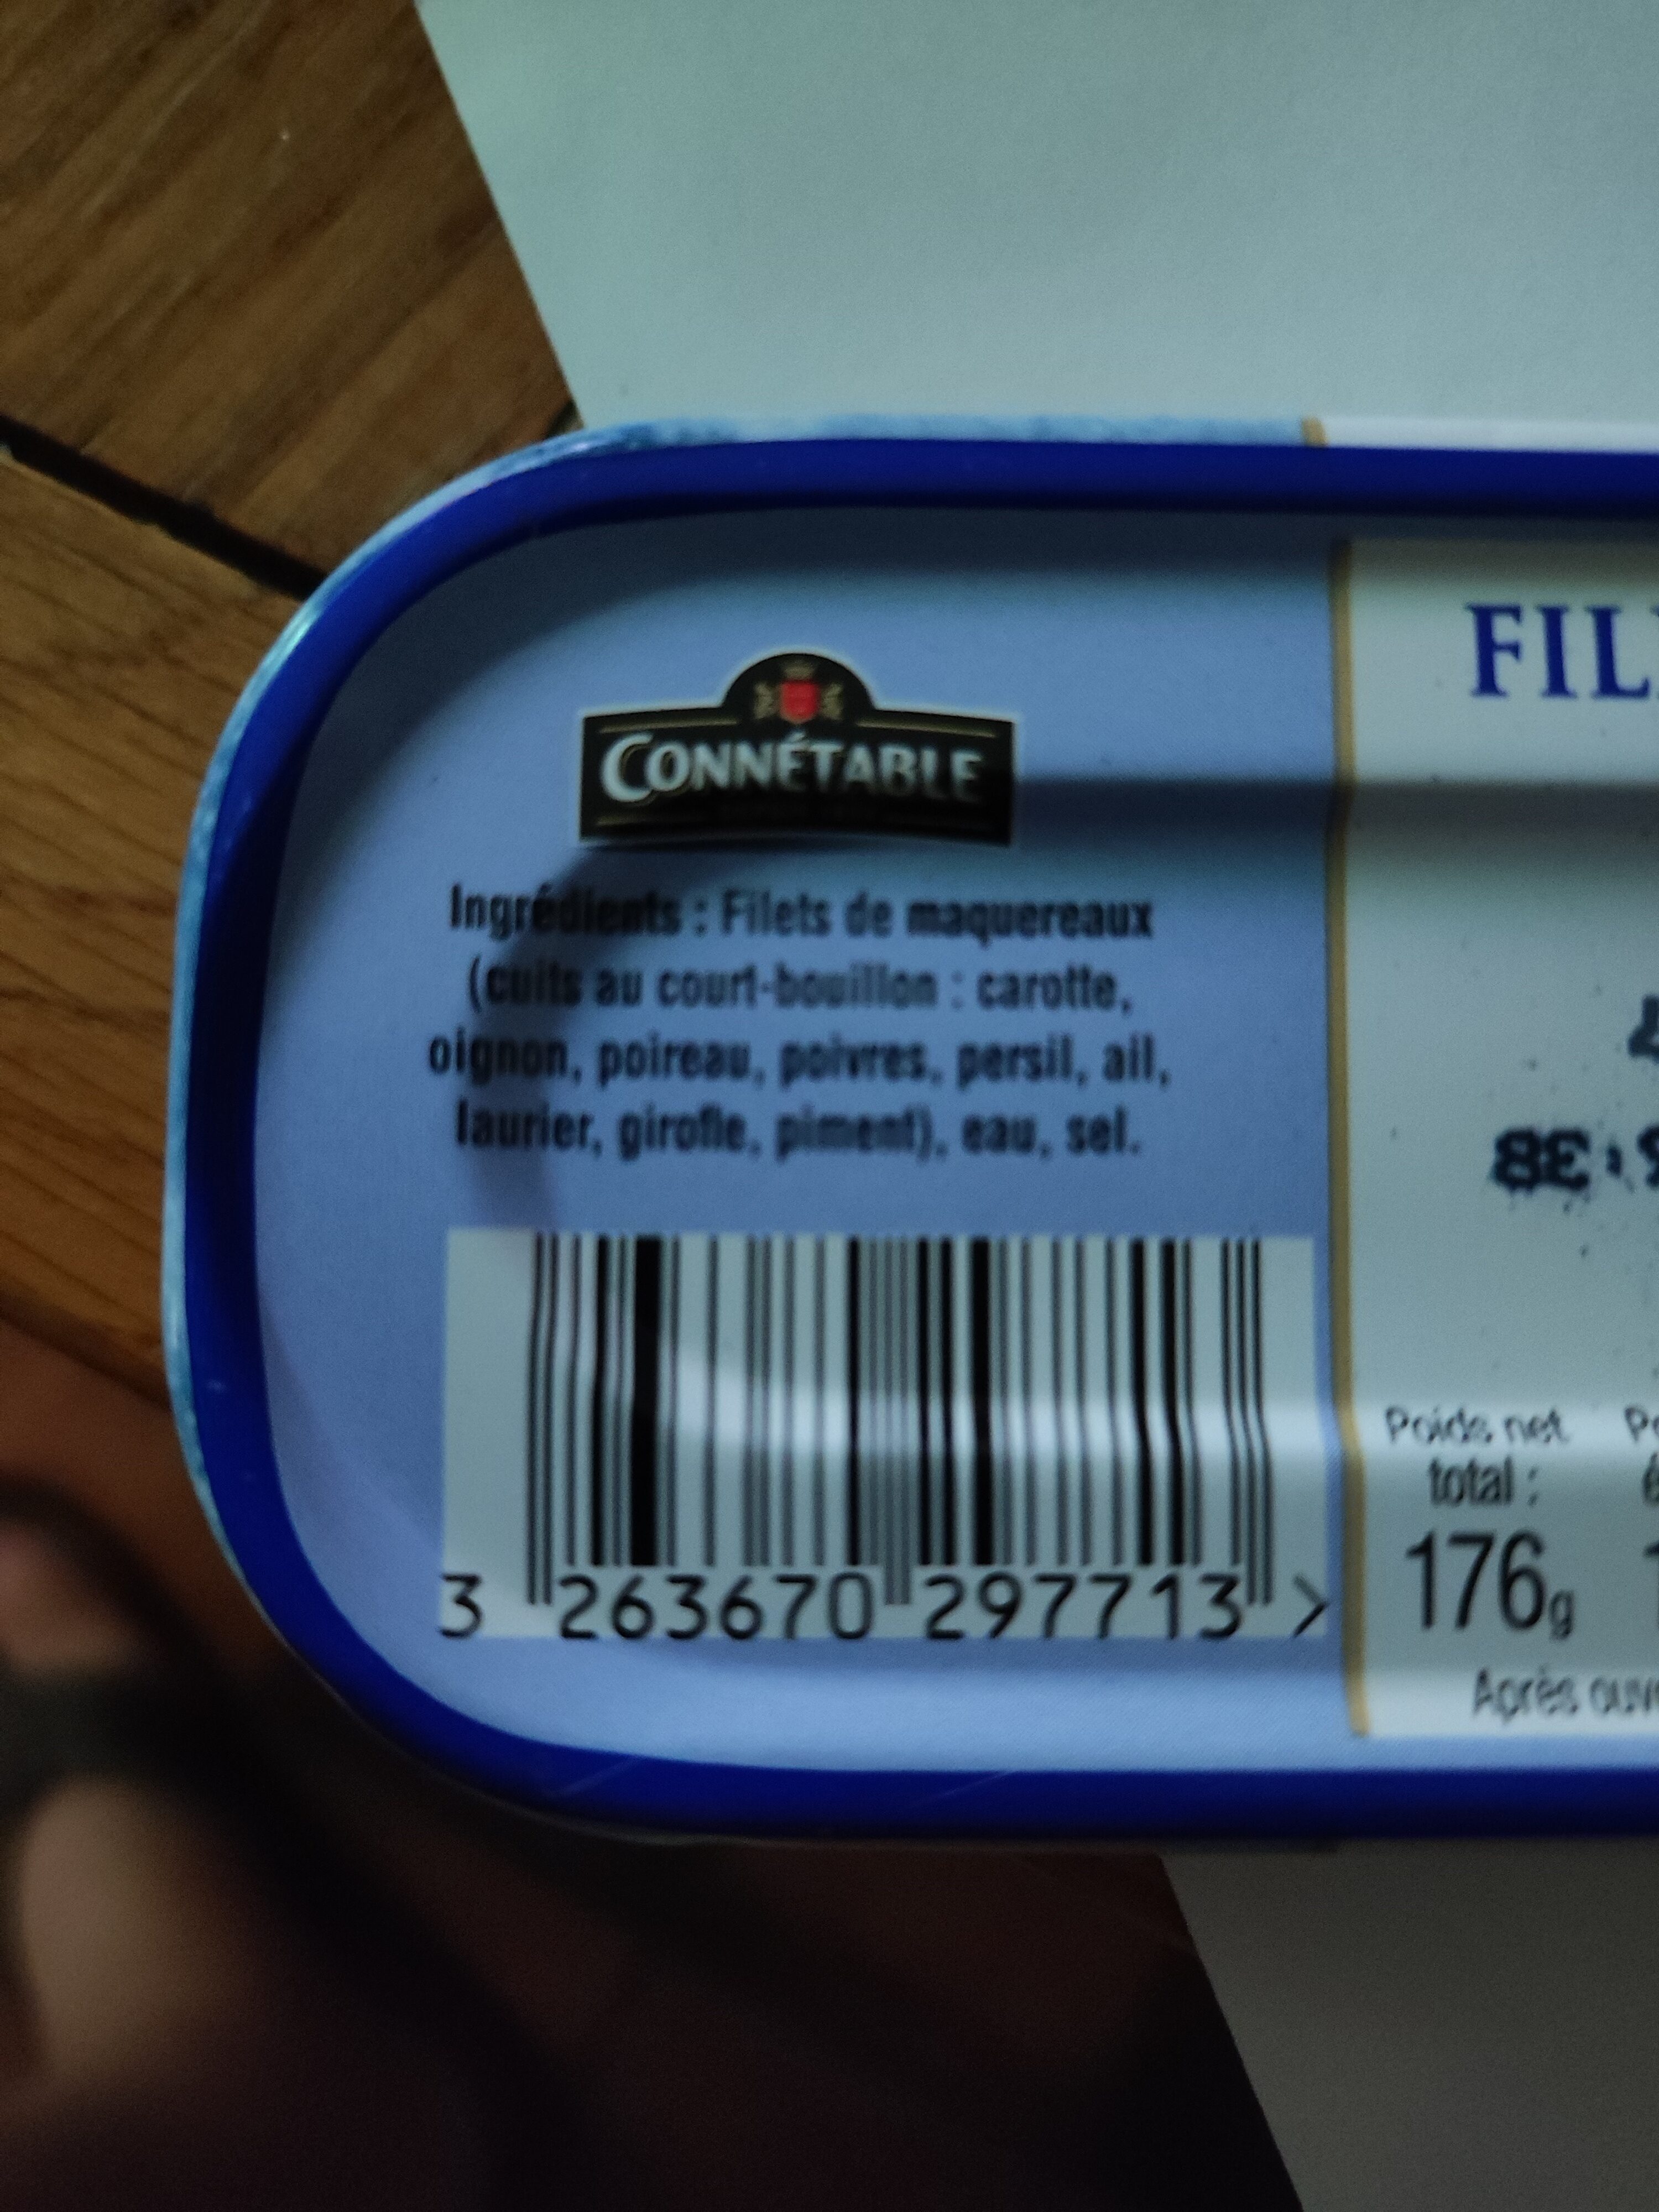 CONNÉTABLE
Ingrédients : Filets de maquereaux
(cuits au court-bouillon : carotte,
oignon, poireau, poivres, persil, ail,
laurier, girofle, piment), eau, sel.
3 263670 297713 >
FIL
Poids net
total :
176g
Après